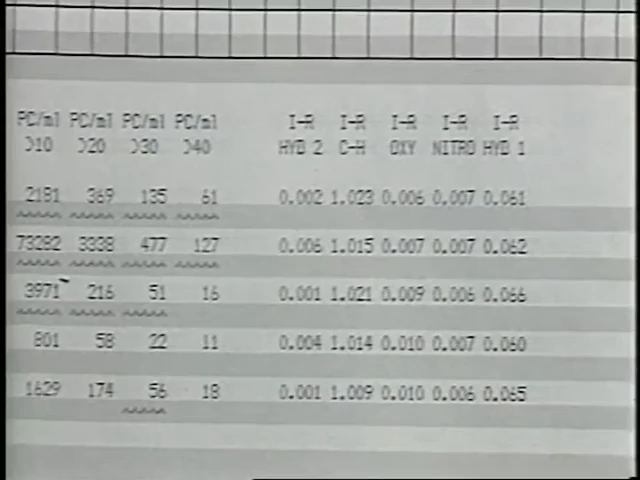 PC/ml PC/ml PC/ml PC/ml I-R I-R I-R I-R I-R
>10 >20 >30 >40 HYB 2 C-H OXY NITRO HYB 1
2181 369 135 61 0.002 1.023 0.006 0.007 0.061
73282 3338 477 127 0.006 1.015 0.007 0.007 0.062
3971 216 51 16 0.001 1.021 0.009 0.006 0.066
801 58 22 11 0.004 1.014 0.010 0.007 0.060
1629 174 56 18 0.001 1.009 0.010 0.006 0.065